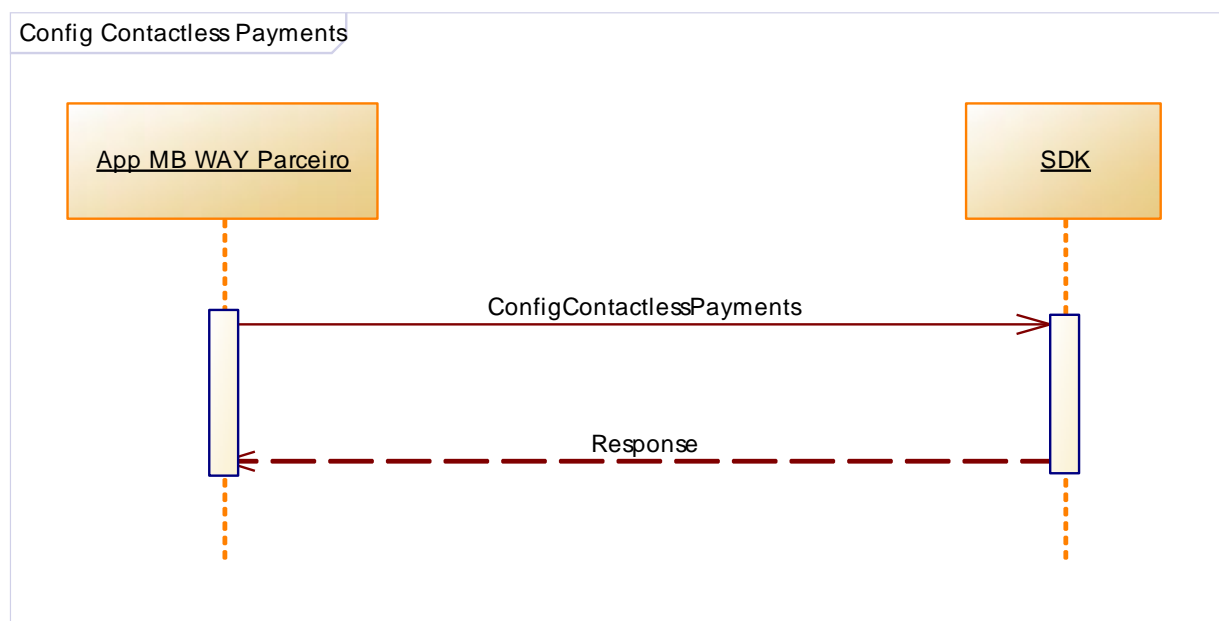 Config Contactless Payments
App MB WAY Parceiro
SDK
ConfigContactlessPayments
Response